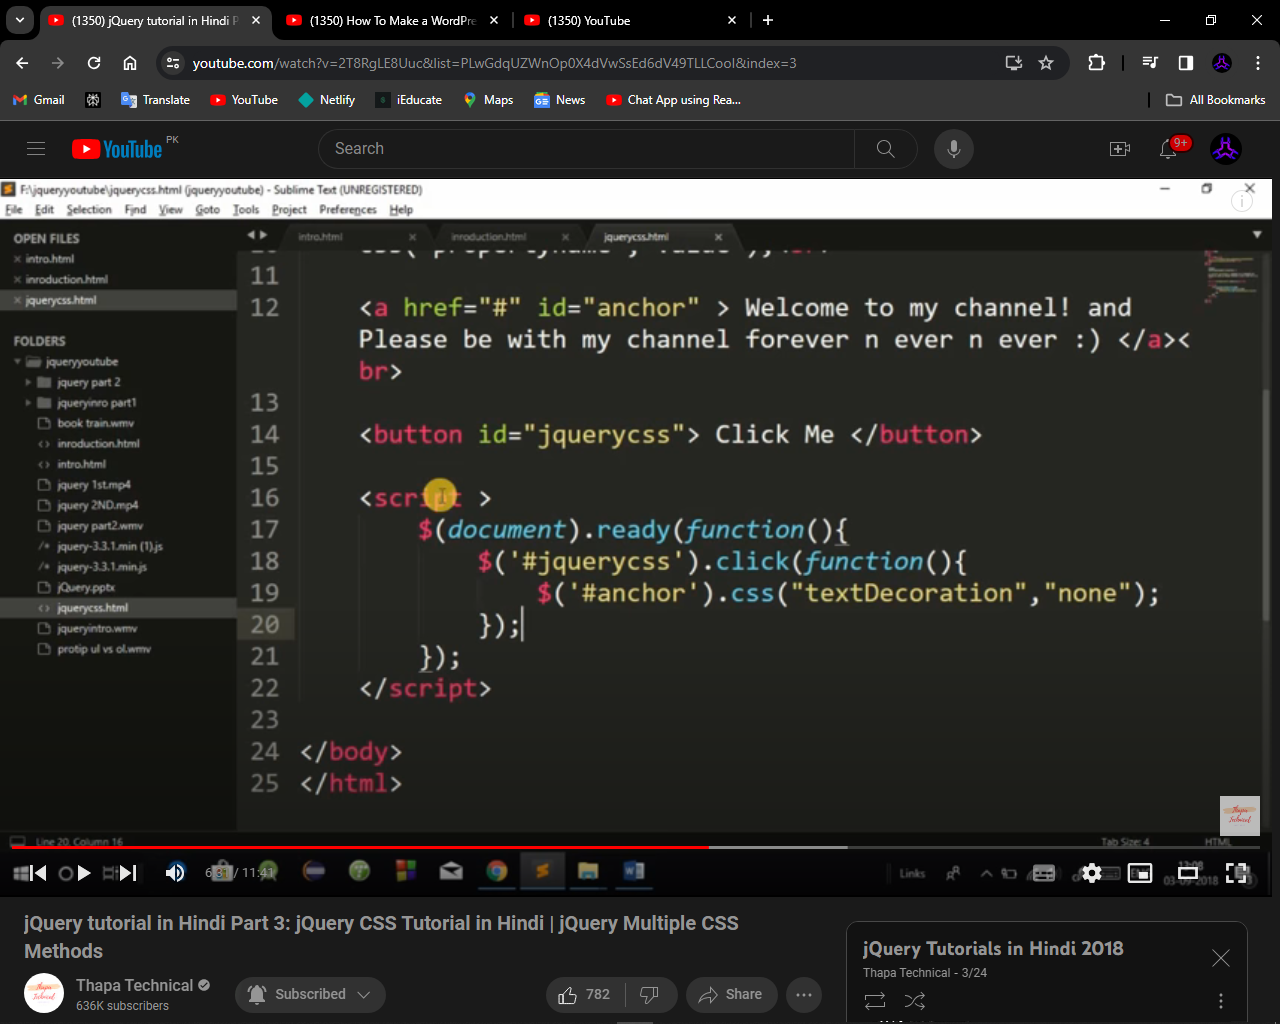 (1350) jQuery tutorial in Hindi P
(1350) How To Make a WordPre
(1350) YouTube
youtube.com/watch?v=2T8RgLE8Uuc&list=PLwGdqUZWnOp0X4dVwSsEd6dV49TLLCool&index=3
Gmail
Translate
YouTube
Netlify
iEducate
Maps
News
Chat App using Rea...
All Bookmarks
YouTube PK
Search
9+
F:\jqueryyoutube\jquerycss.html (jqueryyoutube) - Sublime Text (UNREGISTERED)
File Edit Selection Find View Goto Tools Project Preferences Help
OPEN FILES
intro.html
inroduction.html
jquerycss.html
FOLDERS
jqueryyoutube
jquery part 2
jqueryinro part1
book train.wmv
inroduction.html
intro.html
jquery 1st.mp4
jquery 2ND.mp4
jquery part2.wmv
jquery-3.3.1.min (1).js
jquery-3.3.1.min.js
jQuery.pptx
jquerycss.html
jqueryintro.wmv
protip ul vs ol.wmv
intro.html
inroduction.html
jquerycss.html
11
12 <a href="#" id="anchor" > Welcome to my channel! and
Please be with my channel forever n ever n ever :) </a><
br>
13
14 <button id="jquerycss"> Click Me </button>
15
16 <script >
17 $(document).ready(function(){
18 $('#jquerycss').click(function(){
19 $('#anchor').css("textDecoration","none");
20 });
21 });
22 </script>
23
24 </body>
25 </html>
Thapa Technical
Line 20, Column 16
Tab Size: 4
HTML
6:31 / 11:41
Links
03-09-2018
jQuery tutorial in Hindi Part 3: jQuery CSS Tutorial in Hindi | jQuery Multiple CSS
Methods
Thapa Technical
636K subscribers
Subscribed
782
Share
jQuery Tutorials in Hindi 2018
Thapa Technical - 3/24